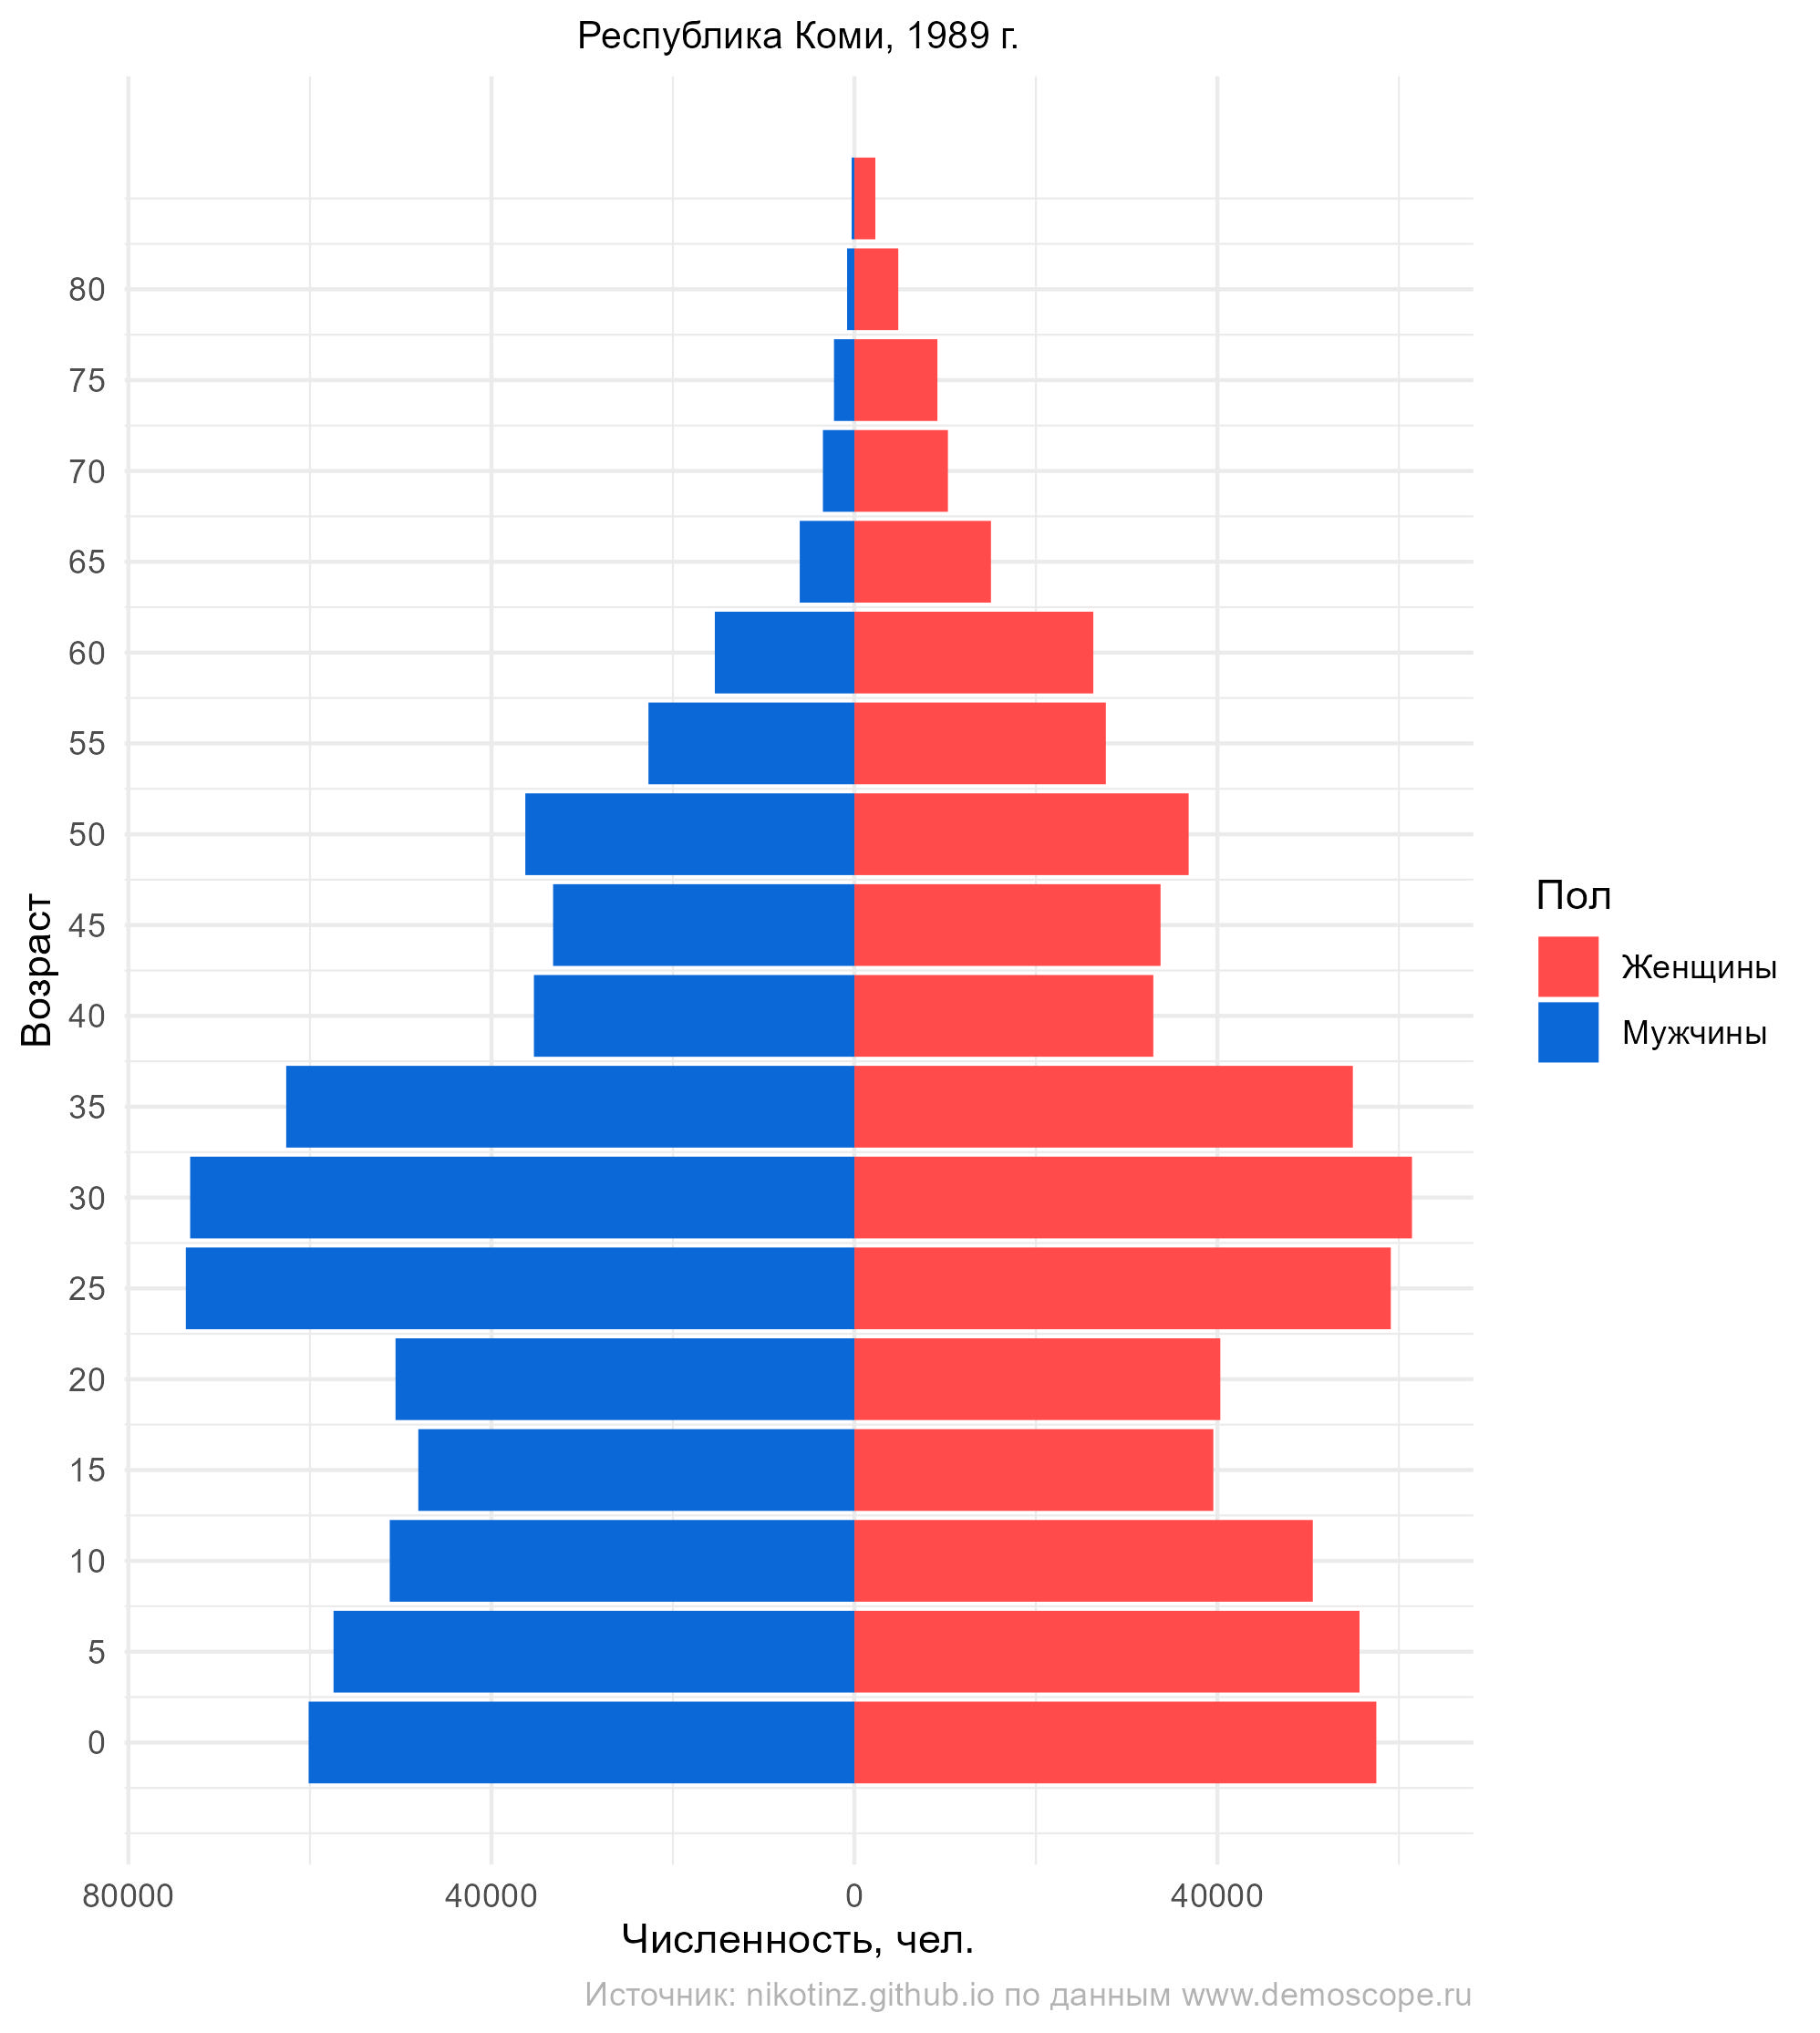 Республика Коми, 1989 г.
80
75
70
65
60
55
50
45
40
35
30
25
20
15
10
5
0
Возраст
80000 40000 0 40000
Численность, чел.
Пол
Женщины
Мужчины
Источник: nikotinz.github.io по данным www.demoscope.ru